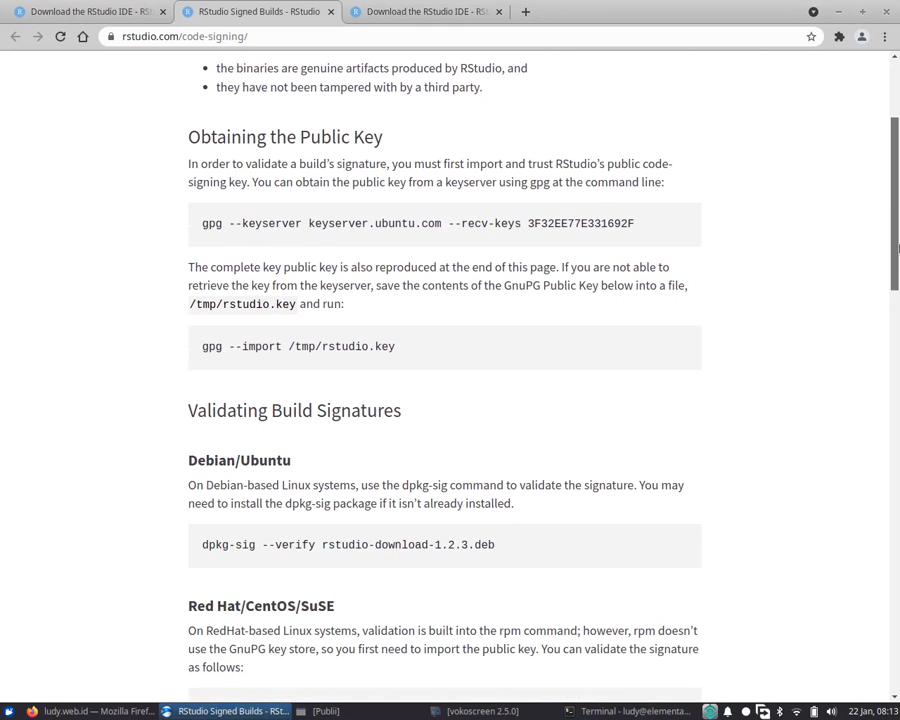 Download the RStudio IDE - RSt
RStudio Signed Builds - RStudio
Download the RStudio IDE - RSt
rstudio.com/code-signing/
the binaries are genuine artifacts produced by RStudio, and
they have not been tampered with by a third party.
Obtaining the Public Key
In order to validate a build's signature, you must first import and trust RStudio's public code-
signing key. You can obtain the public key from a keyserver using gpg at the command line:
gpg --keyserver keyserver.ubuntu.com --recv-keys 3F32EE77E331692F
The complete key public key is also reproduced at the end of this page. If you are not able to
retrieve the key from the keyserver, save the contents of the GnuPG Public Key below into a file,
/tmp/rstudio.key and run:
gpg --import /tmp/rstudio.key
Validating Build Signatures
Debian/Ubuntu
On Debian-based Linux systems, use the dpkg-sig command to validate the signature. You may
need to install the dpkg-sig package if it isn't already installed.
dpkg-sig --verify rstudio-download-1.2.3.deb
Red Hat/CentOS/SuSE
On RedHat-based Linux systems, validation is built into the rpm command; however, rpm doesn't
use the GnuPG key store, so you first need to import the public key. You can validate the signature
as follows:
ludy.web.id — Mozilla Firef...
RStudio Signed Builds - RSt...
[Publii]
[vokoscreen 2.5.0]
Terminal - ludy@elementa...
22 Jan, 08:13